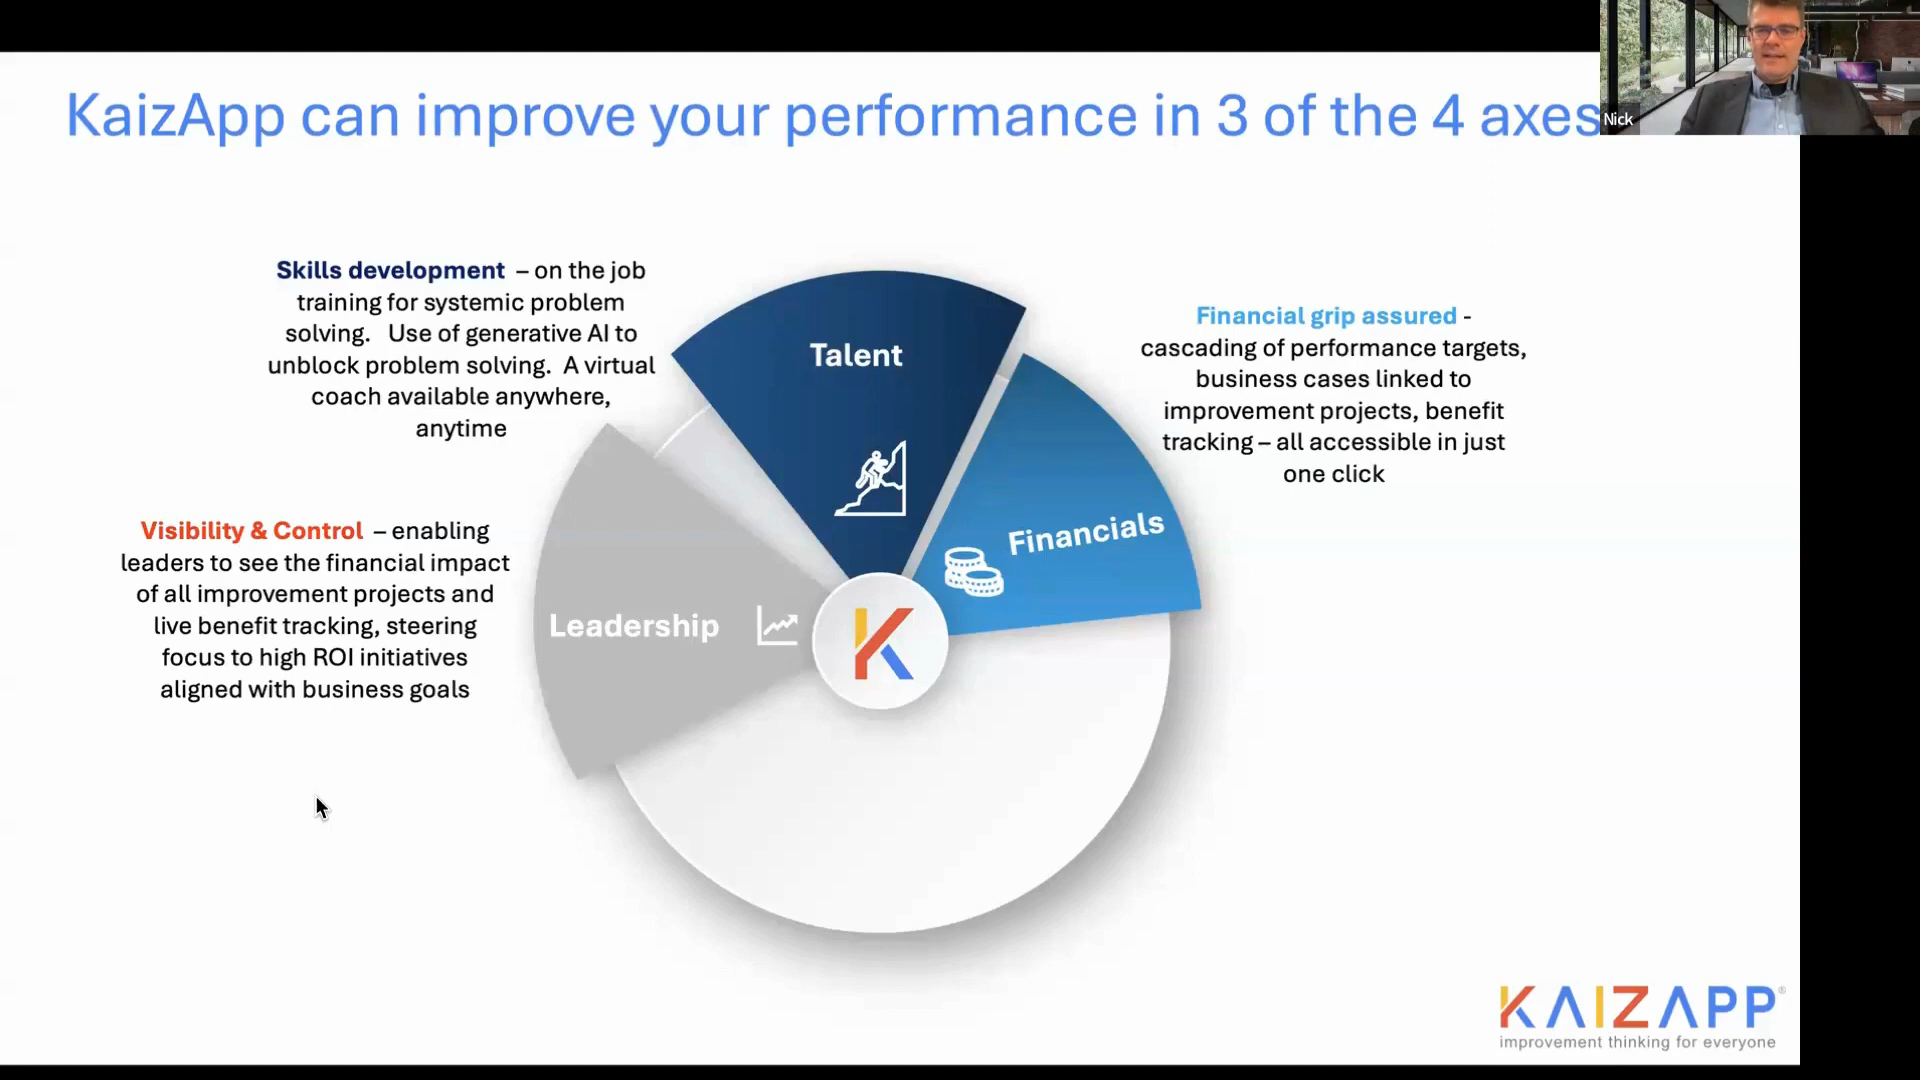 KaizApp can improve your performance in 3 of the 4 axes
Nick
Skills development – on the job
training for systemic problem
solving. Use of generative AI to
unblock problem solving. A virtual
coach available anywhere,
anytime
Financial grip assured -
cascading of performance targets,
business cases linked to
improvement projects, benefit
tracking – all accessible in just
one click
Visibility & Control – enabling
leaders to see the financial impact
of all improvement projects and
live benefit tracking, steering
focus to high ROI initiatives
aligned with business goals
Talent
Financials
Leadership
K
KAIZAPP®
improvement thinking for everyone